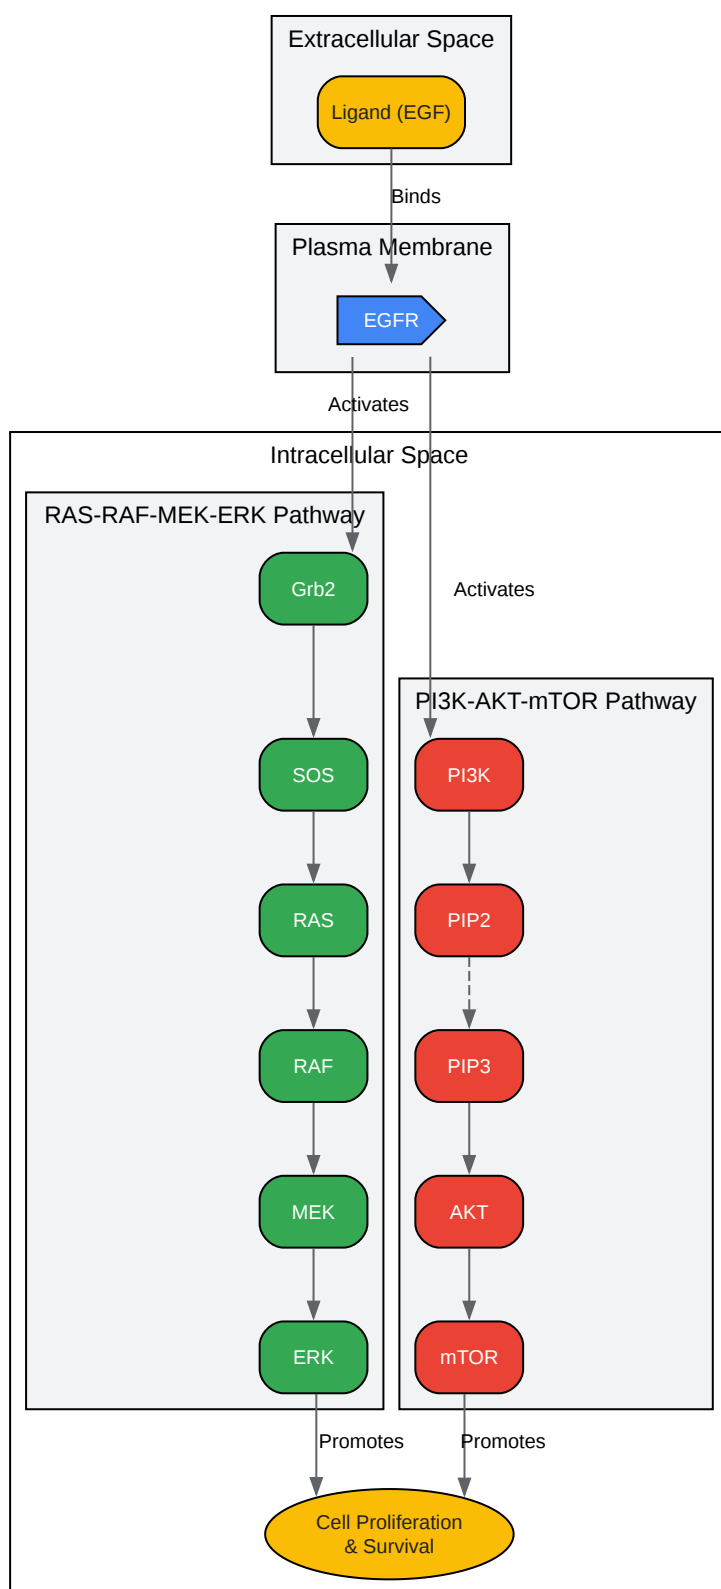 Extracellular Space
Ligand (EGF)
Binds
Plasma Membrane
EGFR
Activates
Intracellular Space
RAS-RAF-MEK-ERK Pathway
Grb2
Activates
PI3K-AKT-mTOR Pathway
SOS
PI3K
RAS
PIP2
RAF
PIP3
MEK
AKT
ERK
mTOR
Promotes
Promotes
Cell Proliferation
& Survival